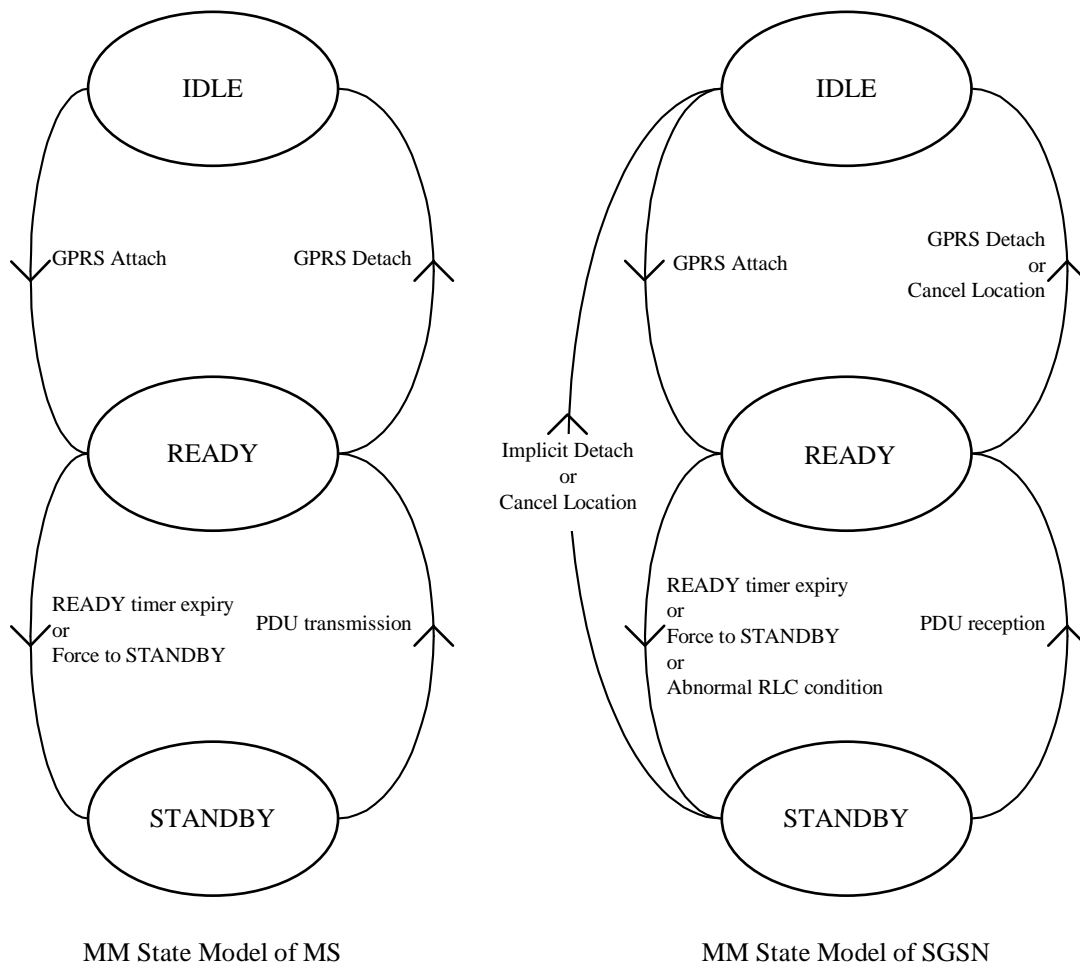 IDLE
GPRS Attach
GPRS Detach
READY
READY timer expiry
or
Force to STANDBY
PDU transmission
STANDBY
MM State Model of MS
IDLE
GPRS Attach
GPRS Detach
or
Cancel Location
Implicit Detach
or
Cancel Location
READY
READY timer expiry
or
Force to STANDBY
or
Abnormal RLC condition
PDU reception
STANDBY
MM State Model of SGSN